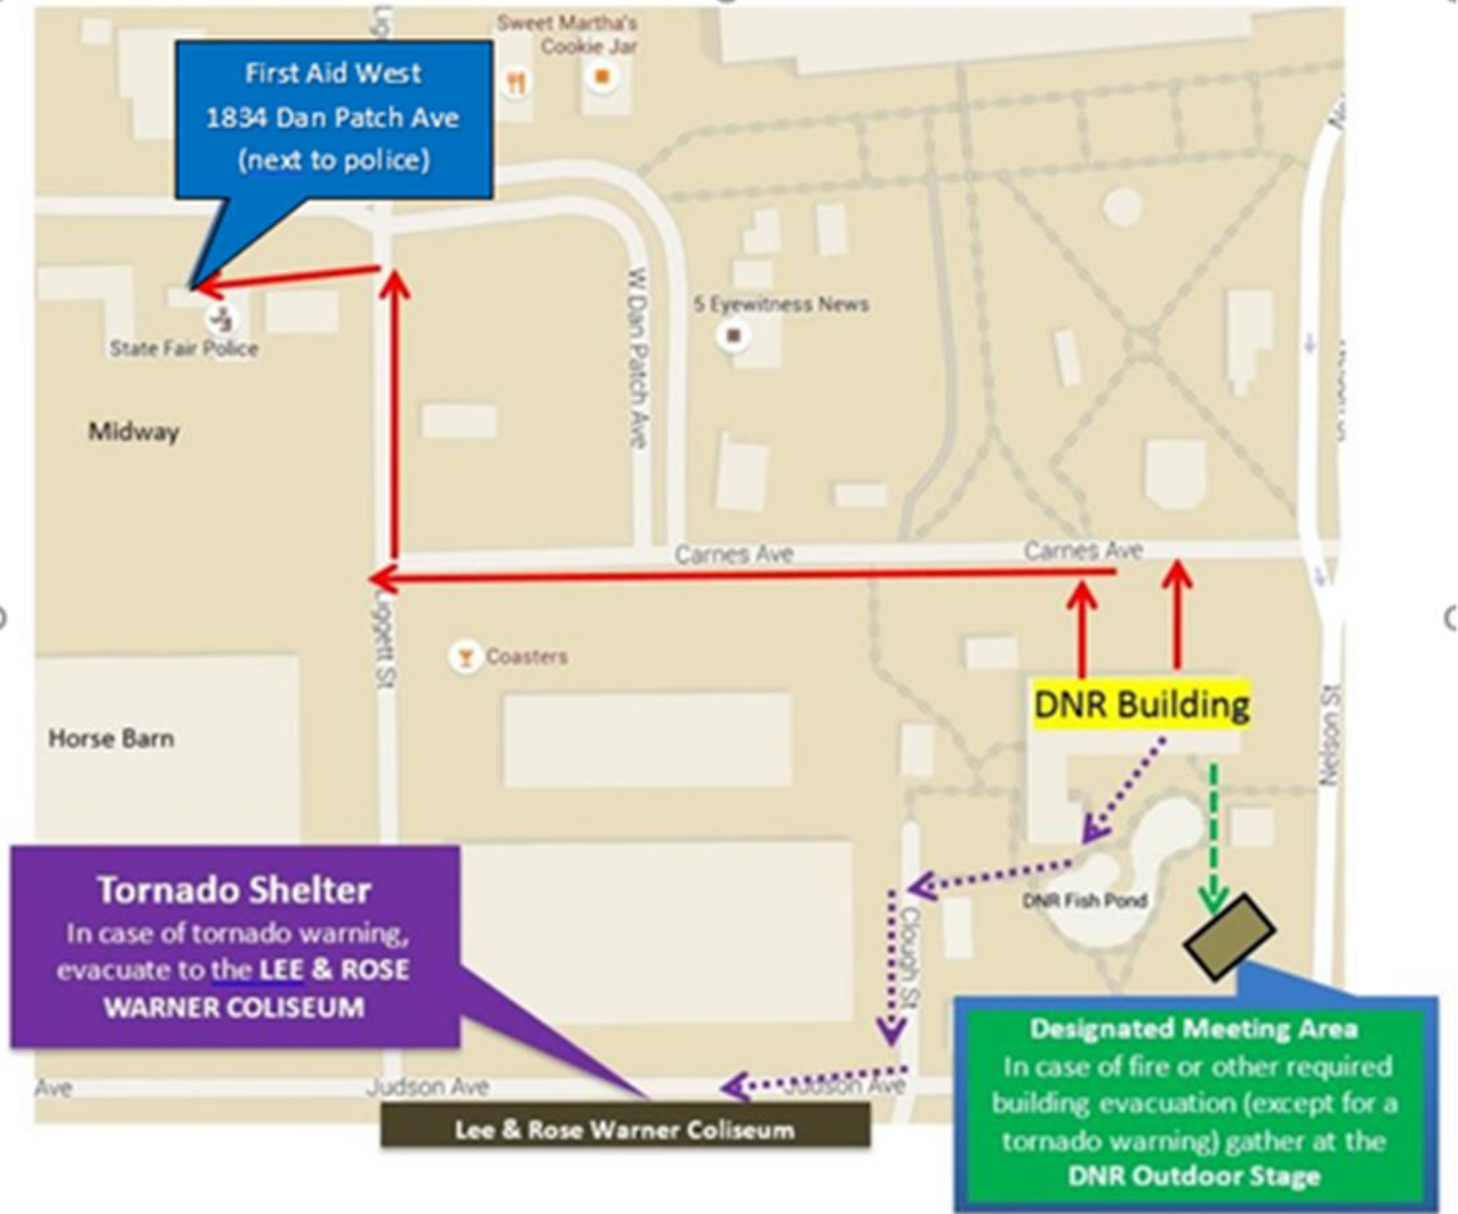 Sweet Martha's
Cookie Jar
First Aid West
1834 Dan Patch Ave
(next to police)
W Dan Patch Ave
5 Eyewitness News
State Fair Police
Midway
Carnes Ave
Carnes Ave
Liggett St
Coasters
DNR Building
Nelson St
Horse Barn
Tornado Shelter
In case of tornado warning,
evacuate to the LEE & ROSE
WARNER COLISEUM
DNR Fish Pond
Clough St
Designated Meeting Area
In case of fire or other required
building evacuation (except for a
tornado warning) gather at the
DNR Outdoor Stage
Ave
Judson Ave
Judson Ave
Lee & Rose Warner Coliseum